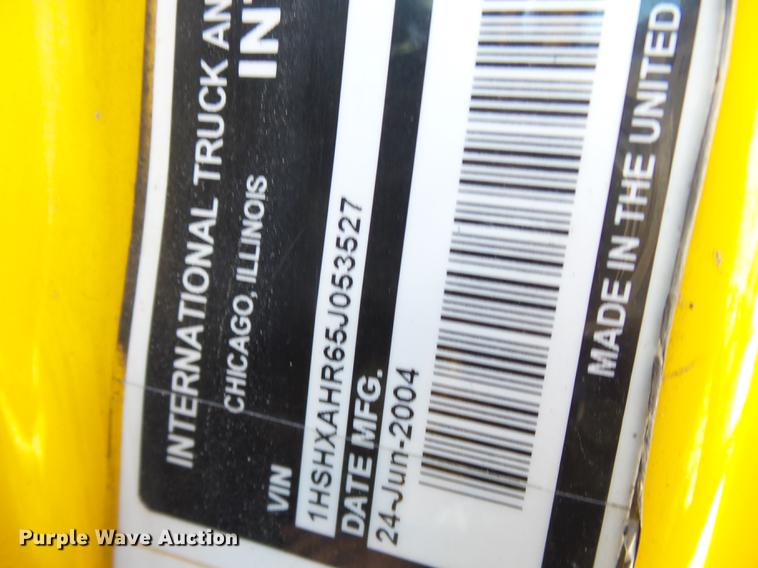 INTERNATIONAL TRUCK AN
CHICAGO, ILLINOIS
INT
VIN
1HSHXAHR65J053527
DATE MFG.
24-Jun-2004
MADE IN THE UNITED
Purple Wave Auction